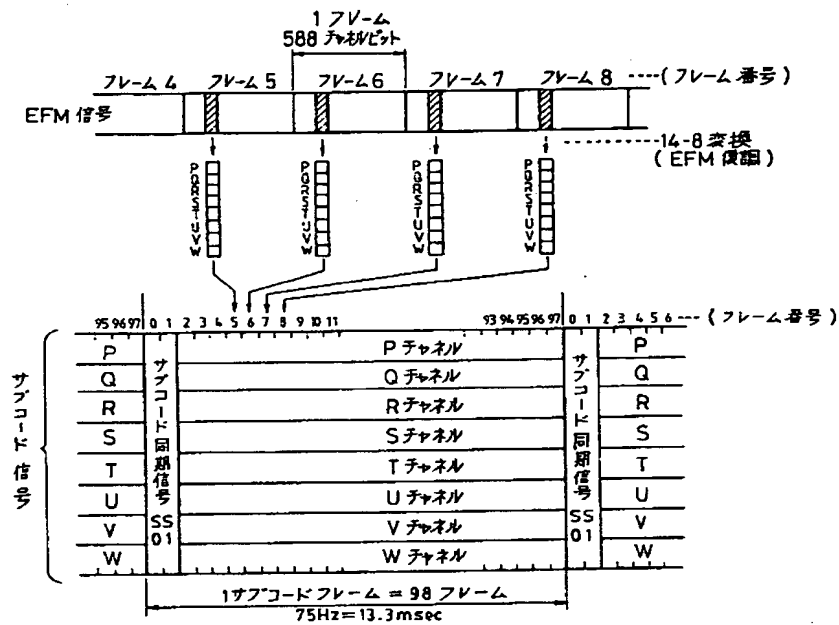 1 フレーム
588 チャネルビット
フレーム 4 フレーム 5 フレーム 6 フレーム 7 フレーム 8 ----(フレーム番号)
EFM 信号
14-8 変換
(EFM 復調)
P P P P
Q Q Q Q
R R R R
S S S S
T T T T
U U U U
V V V V
W W W W
95 96 97 0 1 2 3 4 5 6 7 8 9 10 11 93 94 95 96 97 0 1 2 3 4 5 6 --- (フレーム番号)
サブコード信号
サブコード同期信号
SS
01
サブコード同期信号
SS
01
P Pチャネル P
Q Qチャネル Q
R Rチャネル R
S Sチャネル S
T Tチャネル T
U Uチャネル U
V Vチャネル V
W Wチャネル W
1サブコードフレーム = 98 フレーム
75Hz=13.3msec